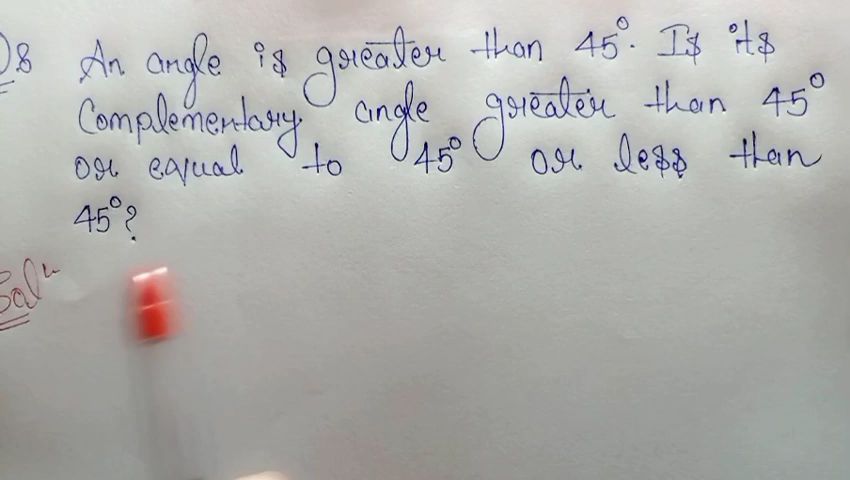 Q8 An angle is greater than 45°. Is its
Complementary angle greater than 45°
or equal to 45° or less than
45°?
Solⁿ